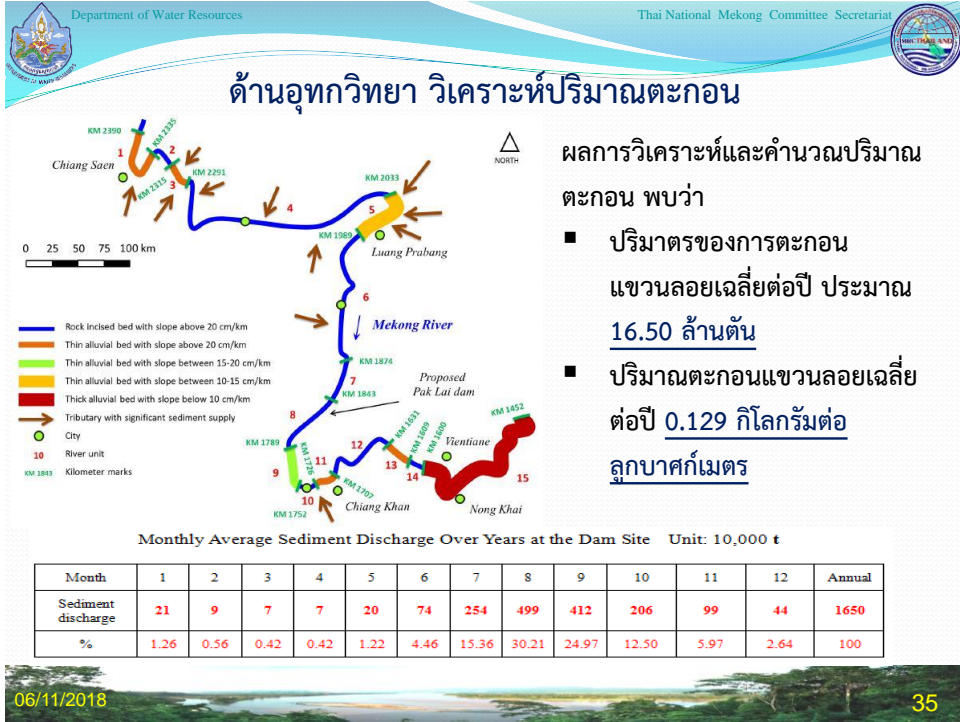 Department of Water Resources
Thai National Mekong Committee Secretariat
MRC THAILAND
ด้านอุทกวิทยา วิเคราะห์ปริมาณตะกอน
KM 2390
KM 2335
1
2
Chiang Saen
KM 2315
3
KM 2291
4
KM 2033
5
NORTH
KM 1989
Luang Prabang
0 25 50 75 100 km
6
Mekong River
Rock incised bed with slope above 20 cm/km
Thin alluvial bed with slope above 20 cm/km
Thin alluvial bed with slope between 15-20 cm/km
Thin alluvial bed with slope between 10-15 cm/km
Thick alluvial bed with slope below 10 cm/km
Tributary with significant sediment supply
City
10 River unit
KM 1843 Kilometer marks
KM 1874
7
KM 1843
Proposed
Pak Lai dam
8
KM 1789
9
KM 1752
KM 1726
10
11
KM 1707
Chiang Khan
12
KM 1631
13
KM 1609
14
KM 1600
Vientiane
KM 1452
15
Nong Khai
ผลการวิเคราะห์และคำนวณปริมาณ
ตะกอน พบว่า
▪ ปริมาตรของการตะกอน
แขวนลอยเฉลี่ยต่อปี ประมาณ
16.50 ล้านตัน
▪ ปริมาณตะกอนแขวนลอยเฉลี่ย
ต่อปี 0.129 กิโลกรัมต่อ
ลูกบาศก์เมตร
Monthly Average Sediment Discharge Over Years at the Dam Site Unit: 10,000 t
Month 1 2 3 4 5 6 7 8 9 10 11 12 Annual
Sediment
discharge 21 9 7 7 20 74 254 499 412 206 99 44 1650
% 1.26 0.56 0.42 0.42 1.22 4.46 15.36 30.21 24.97 12.50 5.97 2.64 100
06/11/2018
35